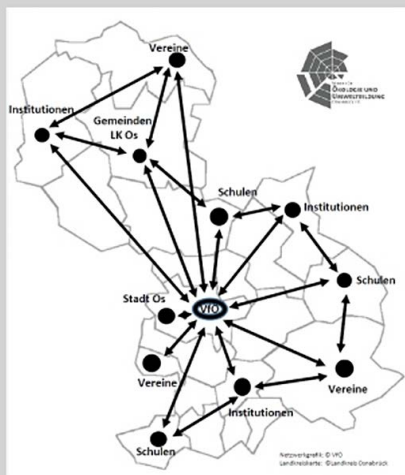 Vereine
Institutionen
Gemeinden
LK Os
ÖKOLOGIE UND
UMWELTBILDUNG
Schulen
Institutionen
Schulen
Stadt Os
VfÖ
Vereine
Vereine
Institutionen
Schulen
Netzwerkgrafik: © VfÖ
Landkreiskarte: ©Landkreis Osnabrück